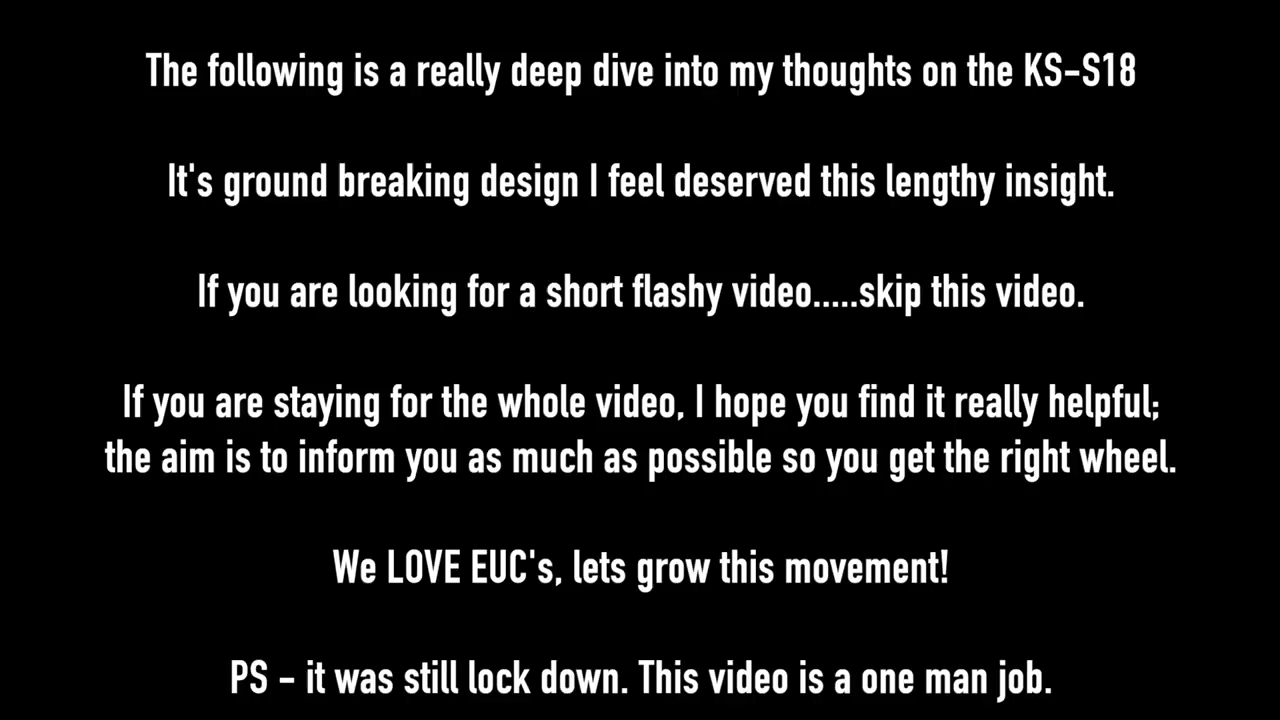 The following is a really deep dive into my thoughts on the KS-S18
It's ground breaking design I feel deserved this lengthy insight.
If you are looking for a short flashy video.....skip this video.
If you are staying for the whole video, I hope you find it really helpful;
the aim is to inform you as much as possible so you get the right wheel.
We LOVE EUC's, lets grow this movement!
PS - it was still lock down. This video is a one man job.